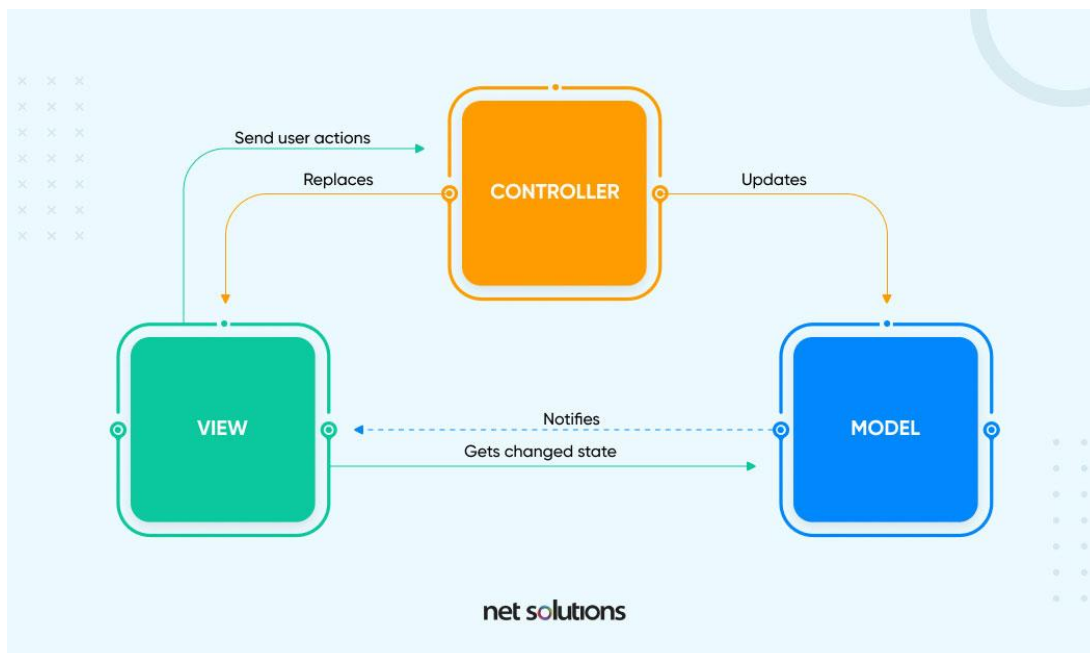 Send user actions
Replaces
CONTROLLER
Updates
VIEW
Notifies
Gets changed state
MODEL
net solutions